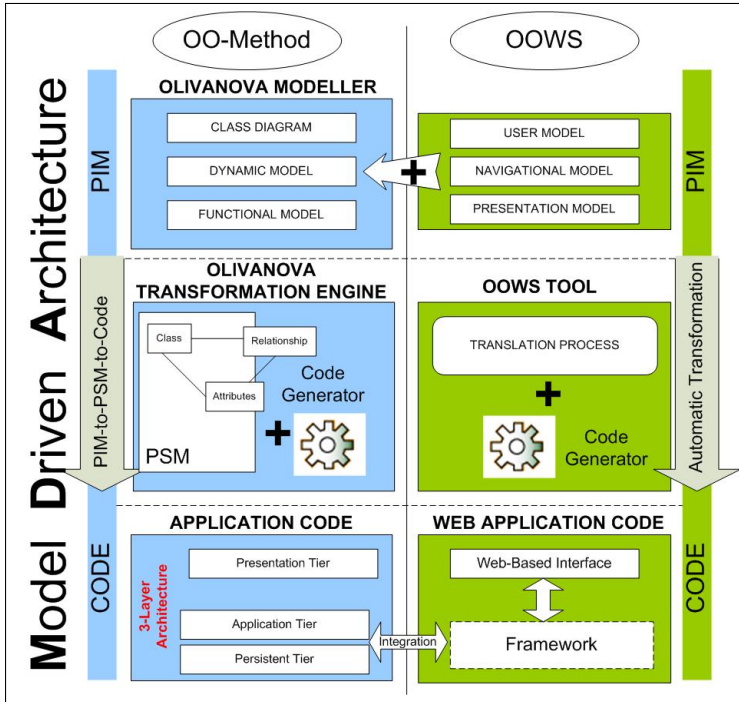 OO-Method
OOWS
Model Driven Architecture
PIM
OLIVANOVA MODELLER
CLASS DIAGRAM
DYNAMIC MODEL
FUNCTIONAL MODEL
+
USER MODEL
NAVIGATIONAL MODEL
PRESENTATION MODEL
PIM
PIM-to-PSM-to-Code
OLIVANOVA
TRANSFORMATION ENGINE
Class
Relationship
Attributes
PSM
+
Code
Generator
OOWS TOOL
TRANSLATION PROCESS
+
Code
Generator
Automatic Transformation
CODE
APPLICATION CODE
3-Layer
Architecture
Presentation Tier
Application Tier
Persistent Tier
Integration
WEB APPLICATION CODE
Web-Based Interface
Framework
CODE